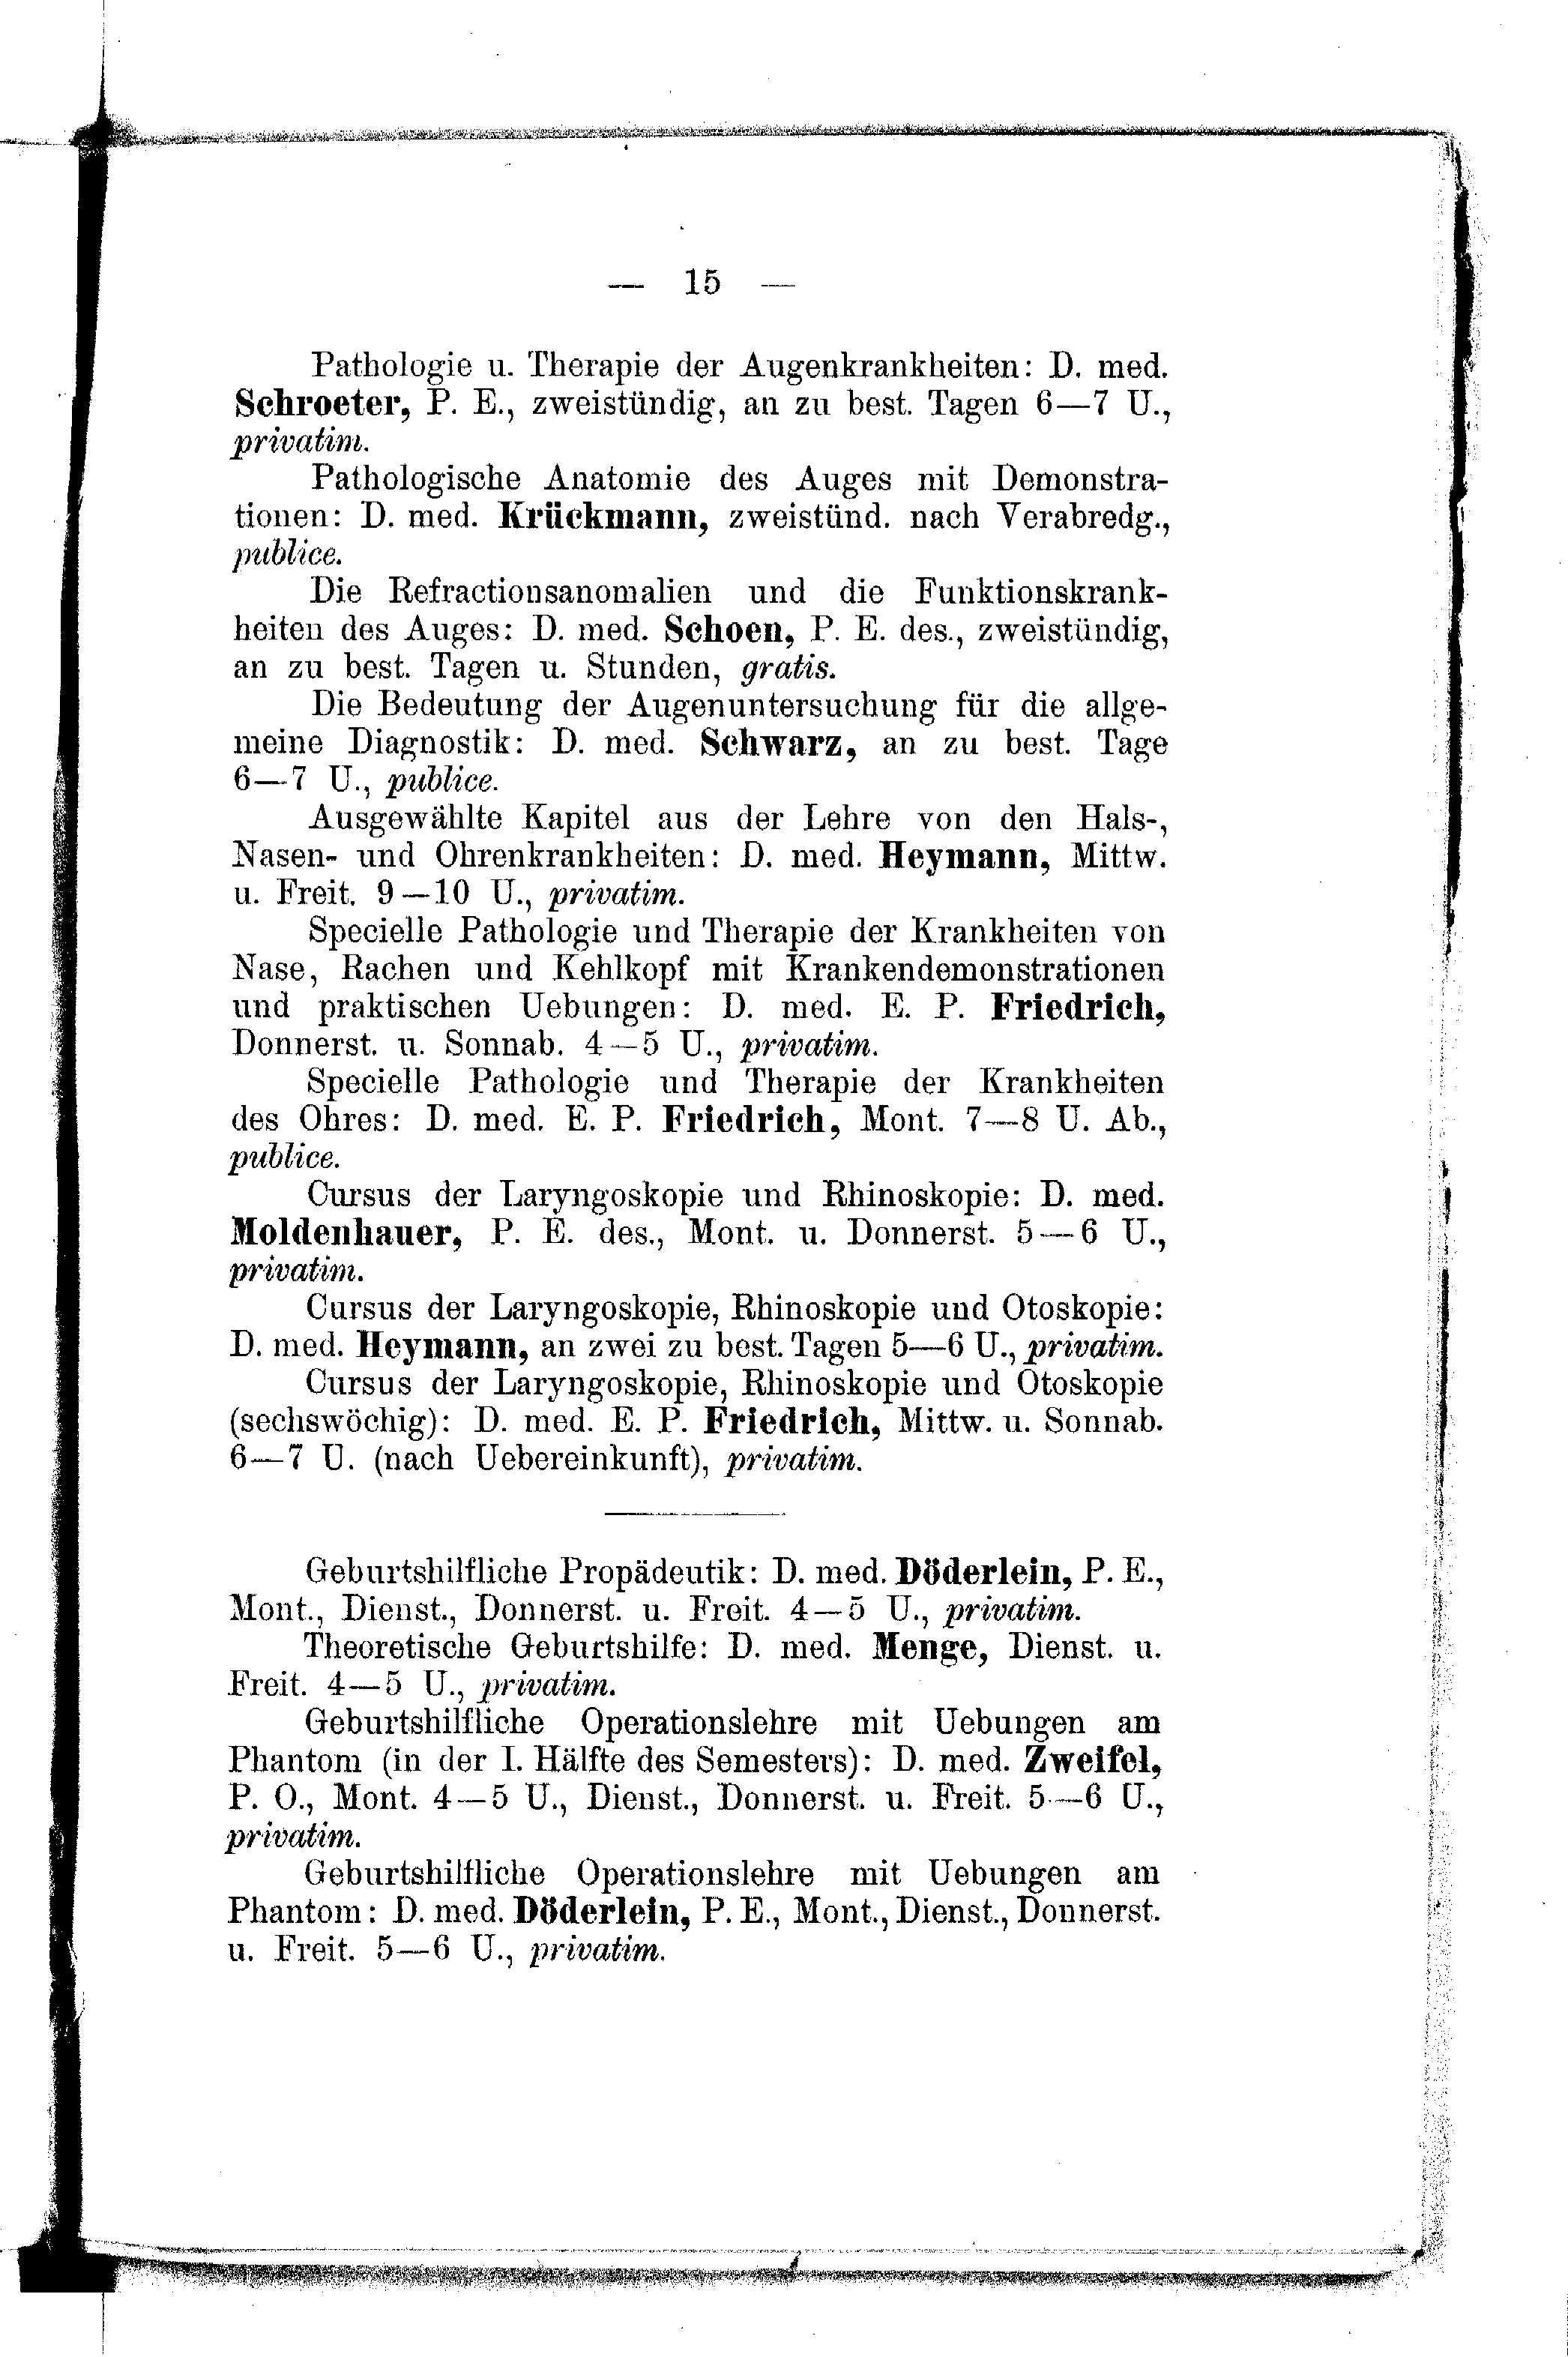 — 15 —
Pathologie u. Therapie der Augenkrankheiten: D. med.
Schroeter, P. E., zweistündig, an zu best. Tagen 6—7 U.,
privatim.
Pathologische Anatomie des Auges mit Demonstra-
tionen: D. med. Krückmann, zweistünd. nach Verabredg.,
publice.
Die Refractionsanomalien und die Funktionskrank-
heiten des Auges: D. med. Schoen, P. E. des., zweistündig,
an zu best. Tagen u. Stunden, gratis.
Die Bedeutung der Augenuntersuchung für die allge-
meine Diagnostik: D. med. Schwarz, an zu best. Tage
6—7 U., publice.
Ausgewählte Kapitel aus der Lehre von den Hals-,
Nasen- und Ohrenkrankheiten: D. med. Heymann, Mittw.
u. Freit. 9—10 U., privatim.
Specielle Pathologie und Therapie der Krankheiten von
Nase, Rachen und Kehlkopf mit Krankendemonstrationen
und praktischen Uebungen: D. med. E. P. Friedrich,
Donnerst. u. Sonnab. 4—5 U., privatim.
Specielle Pathologie und Therapie der Krankheiten
des Ohres: D. med. E. P. Friedrich, Mont. 7—8 U. Ab.,
publice.
Cursus der Laryngoskopie und Rhinoskopie: D. med.
Moldenhauer, P. E. des., Mont. u. Donnerst. 5—6 U.,
privatim.
Cursus der Laryngoskopie, Rhinoskopie und Otoskopie:
D. med. Heymann, an zwei zu best. Tagen 5—6 U., privatim.
Cursus der Laryngoskopie, Rhinoskopie und Otoskopie
(sechswöchig): D. med. E. P. Friedrich, Mittw. u. Sonnab.
6—7 U. (nach Uebereinkunft), privatim.
Geburtshilfliche Propädeutik: D. med. Döderlein, P. E.,
Mont., Dienst., Donnerst. u. Freit. 4—5 U., privatim.
Theoretische Geburtshilfe: D. med. Menge, Dienst. u.
Freit. 4—5 U., privatim.
Geburtshilfliche Operationslehre mit Uebungen am
Phantom (in der I. Hälfte des Semesters): D. med. Zweifel,
P. O., Mont. 4—5 U., Dienst., Donnerst. u. Freit. 5—6 U.,
privatim.
Geburtshilfliche Operationslehre mit Uebungen am
Phantom: D. med. Döderlein, P. E., Mont., Dienst., Donnerst.
u. Freit. 5—6 U., privatim.